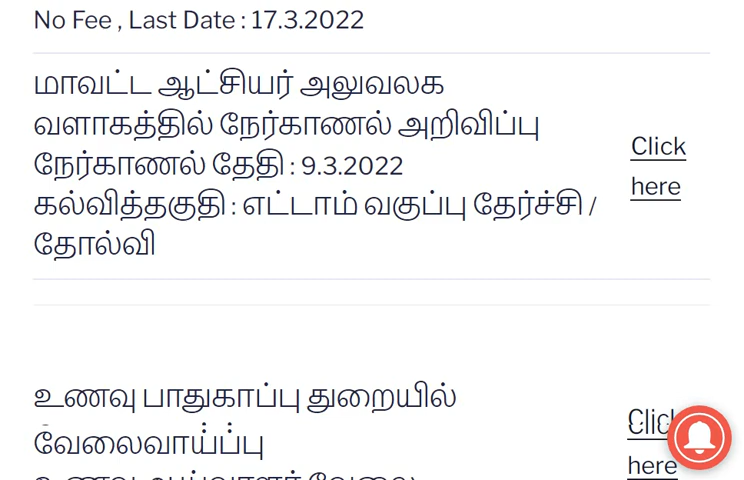 No Fee , Last Date : 17.3.2022
மாவட்ட ஆட்சியர் அலுவலக
வளாகத்தில் நேர்காணல் அறிவிப்பு
நேர்காணல் தேதி : 9.3.2022
கல்வித்தகுதி : எட்டாம் வகுப்பு தேர்ச்சி /
தோல்வி
Click
here
உணவு பாதுகாப்பு துறையில்
வேலைவாய்ப்பு
here